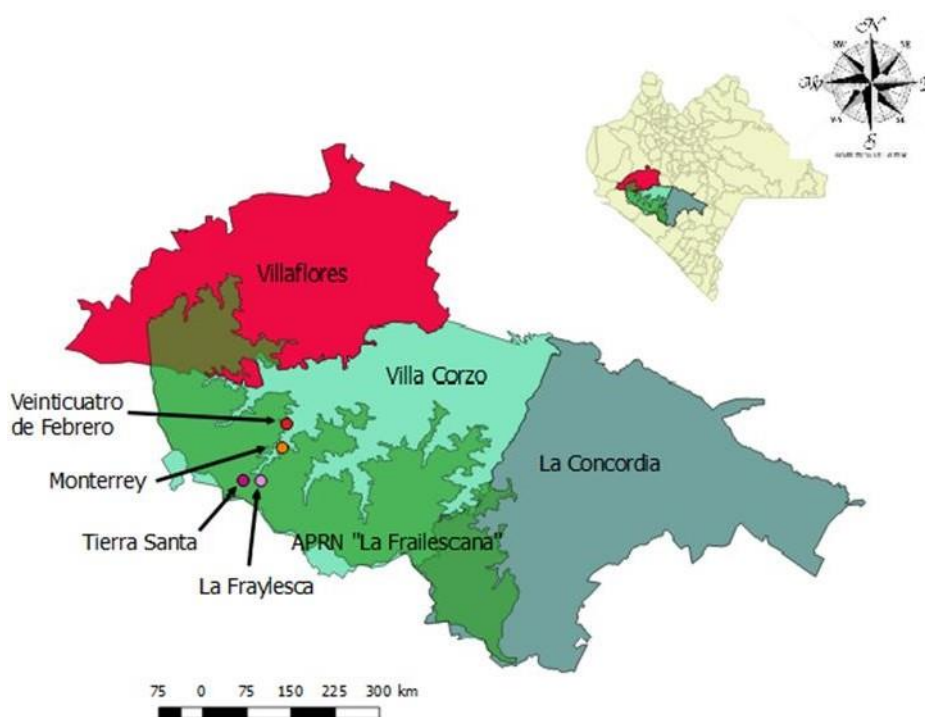 N
S
Villaflores
Villa Corzo
Veinticuatro
de Febrero
La Concordia
Monterrey
Tierra Santa
APRN "La Frailescana"
La Fraylesca
75 0 75 150 225 300 km